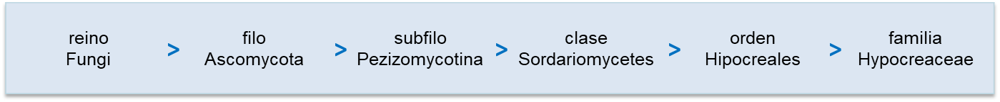 reino > filo > subfilo > clase > orden > familia
Fungi Ascomycota Pezizomycotina Sordariomycetes Hipocreales Hypocreaceae